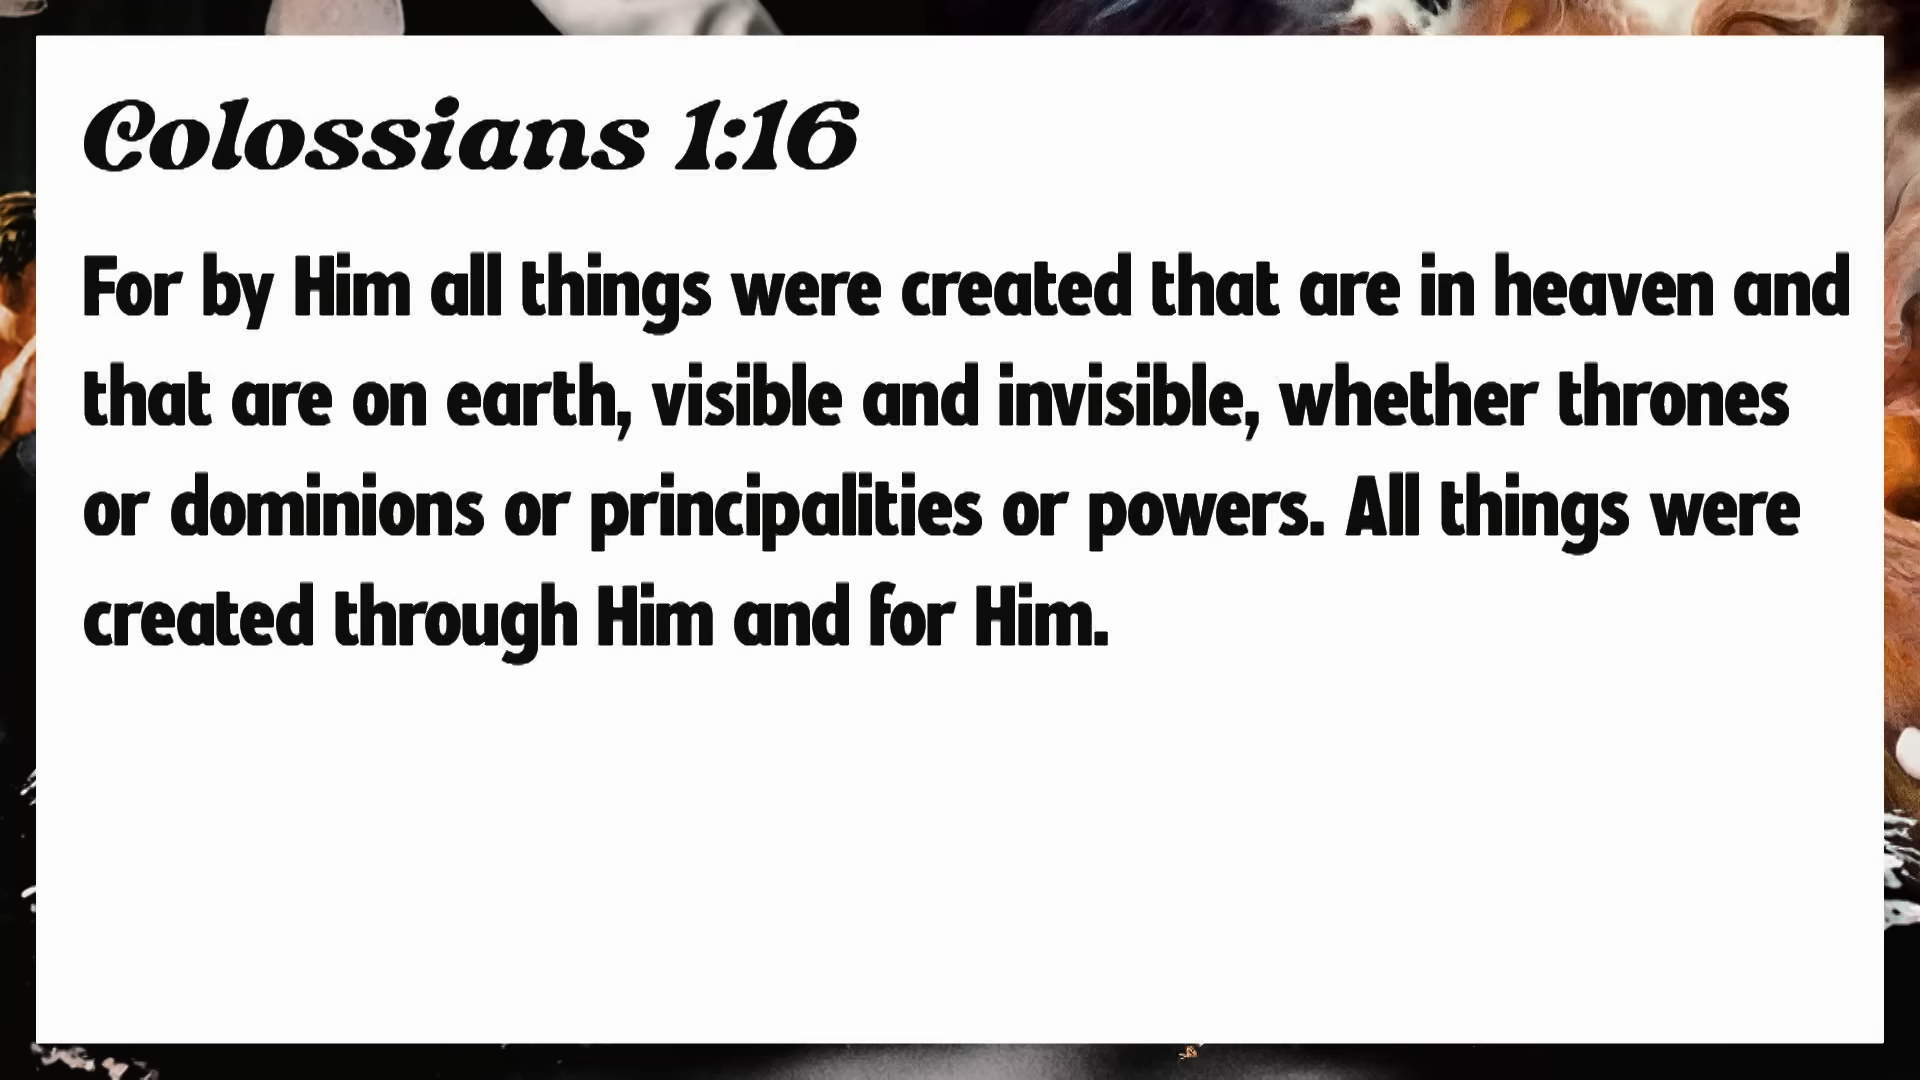 Colossians 1:16
For by Him all things were created that are in heaven and
that are on earth, visible and invisible, whether thrones
or dominions or principalities or powers. All things were
created through Him and for Him.